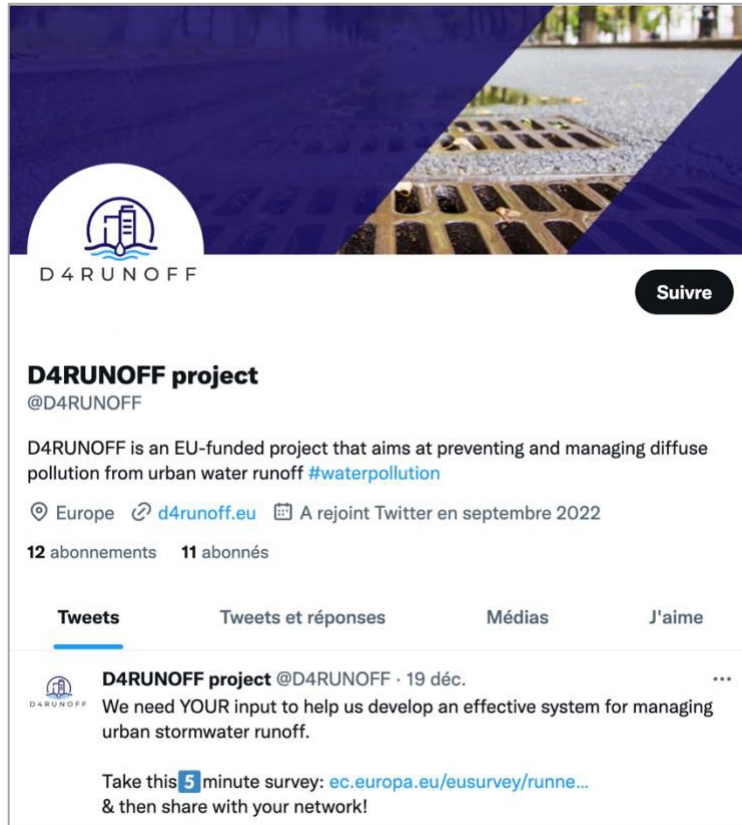 D4RUNOFF
Suivre
D4RUNOFF project
@D4RUNOFF
D4RUNOFF is an EU-funded project that aims at preventing and managing diffuse
pollution from urban water runoff #waterpollution
Europe d4runoff.eu A rejoint Twitter en septembre 2022
12 abonnements 11 abonnés
Tweets Tweets et réponses Médias J'aime
D4RUNOFF project @D4RUNOFF · 19 déc. ...
D4RUNOFF
We need YOUR input to help us develop an effective system for managing
urban stormwater runoff.
Take this 5️⃣ minute survey: ec.europa.eu/eusurvey/runne...
& then share with your network!